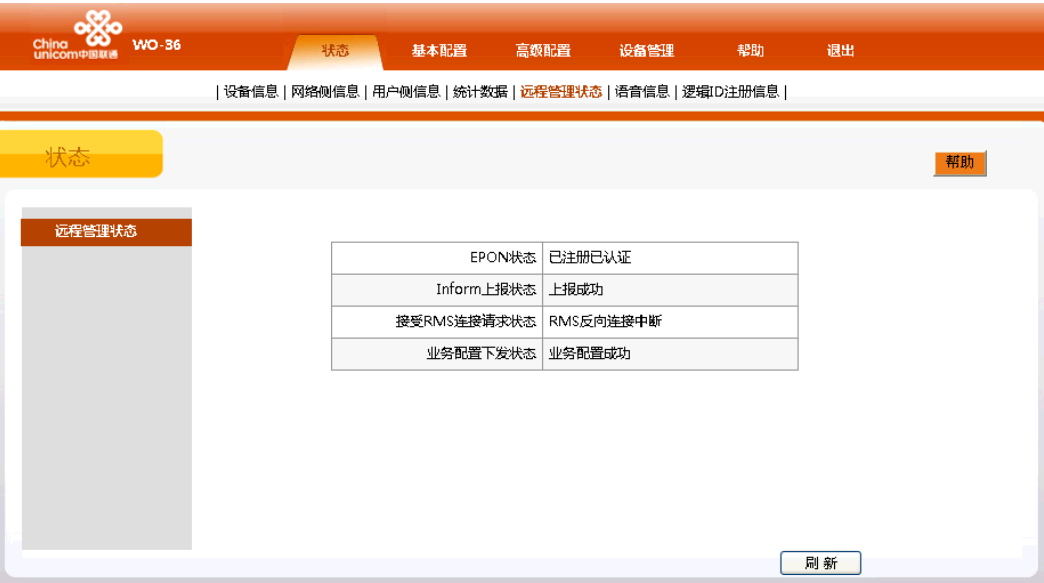 China
unicom中国联通
WO-36
状态 基本配置 高级配置 设备管理 帮助 退出
| 设备信息 | 网络侧信息 | 用户侧信息 | 统计数据 | 远程管理状态 | 语音信息 | 逻辑ID注册信息 |
状态
帮助
远程管理状态
EPON状态 已注册已认证
Inform上报状态 上报成功
接受RMS连接请求状态 RMS反向连接中断
业务配置下发状态 业务配置成功
刷 新